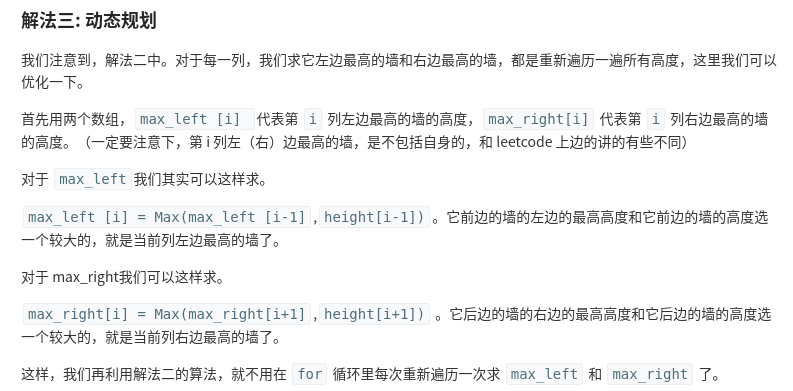 解法三: 动态规划
我们注意到，解法二中。对于每一列，我们求它左边最高的墙和右边最高的墙，都是重新遍历一遍所有高度，这里我们可以
优化一下。
首先用两个数组，max_left [i] 代表第 i 列左边最高的墙的高度，max_right[i] 代表第 i 列右边最高的墙
的高度。（一定要注意下，第 i 列左（右）边最高的墙，是不包括自身的，和 leetcode 上边的讲的有些不同）
对于 max_left我们其实可以这样求。
max_left [i] = Max(max_left [i-1],height[i-1])。它前边的墙的左边的最高高度和它前边的墙的高度选
一个较大的，就是当前列左边最高的墙了。
对于 max_right我们可以这样求。
max_right[i] = Max(max_right[i+1],height[i+1]) 。它后边的墙的右边的最高高度和它后边的墙的高度选
一个较大的，就是当前列右边最高的墙了。
这样，我们再利用解法二的算法，就不用在 for 循环里每次重新遍历一次求 max_left 和 max_right 了。